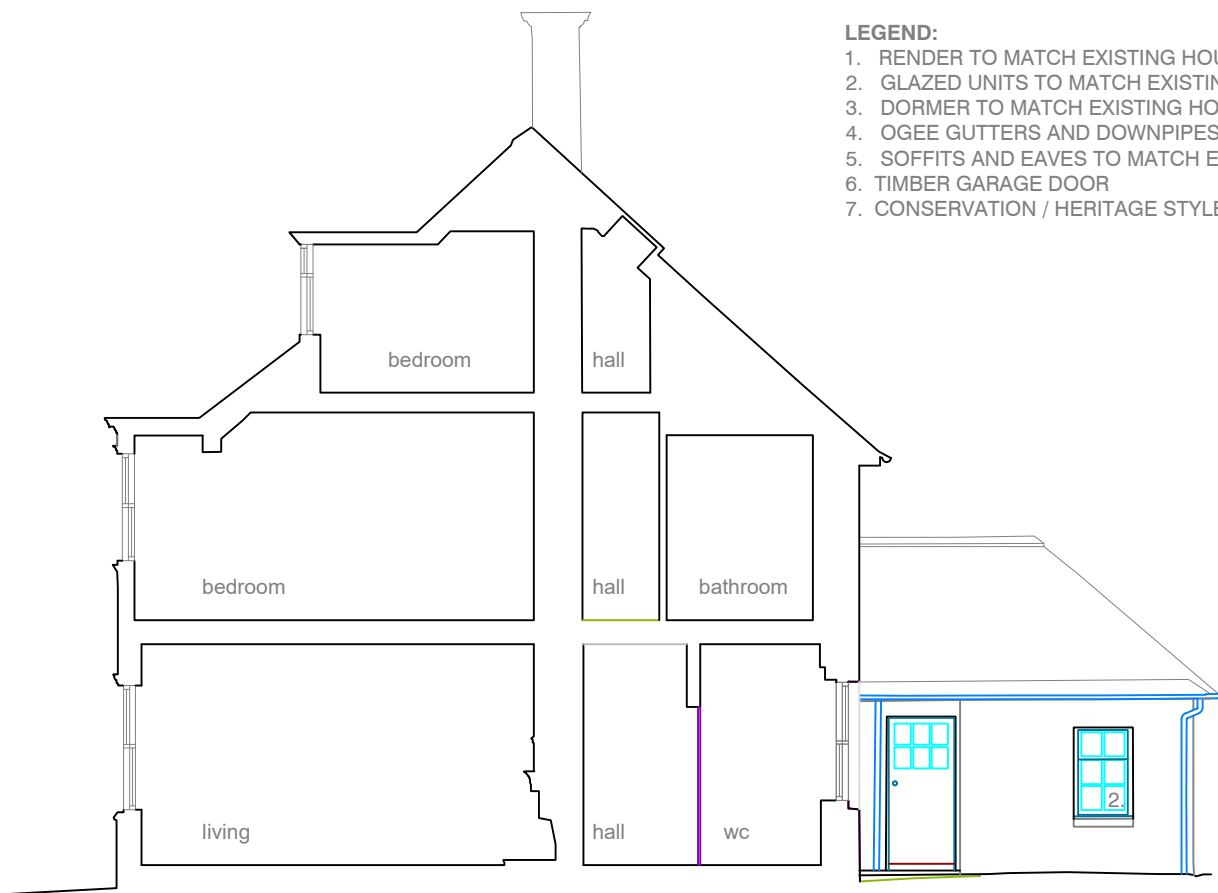 LEGEND:
1. RENDER TO MATCH EXISTING HOU
2. GLAZED UNITS TO MATCH EXISTIN
3. DORMER TO MATCH EXISTING HO
4. OGEE GUTTERS AND DOWNPIPES
5. SOFFITS AND EAVES TO MATCH E
6. TIMBER GARAGE DOOR
7. CONSERVATION / HERITAGE STYLE
bedroom hall
bedroom hall bathroom
2.
living hall wc